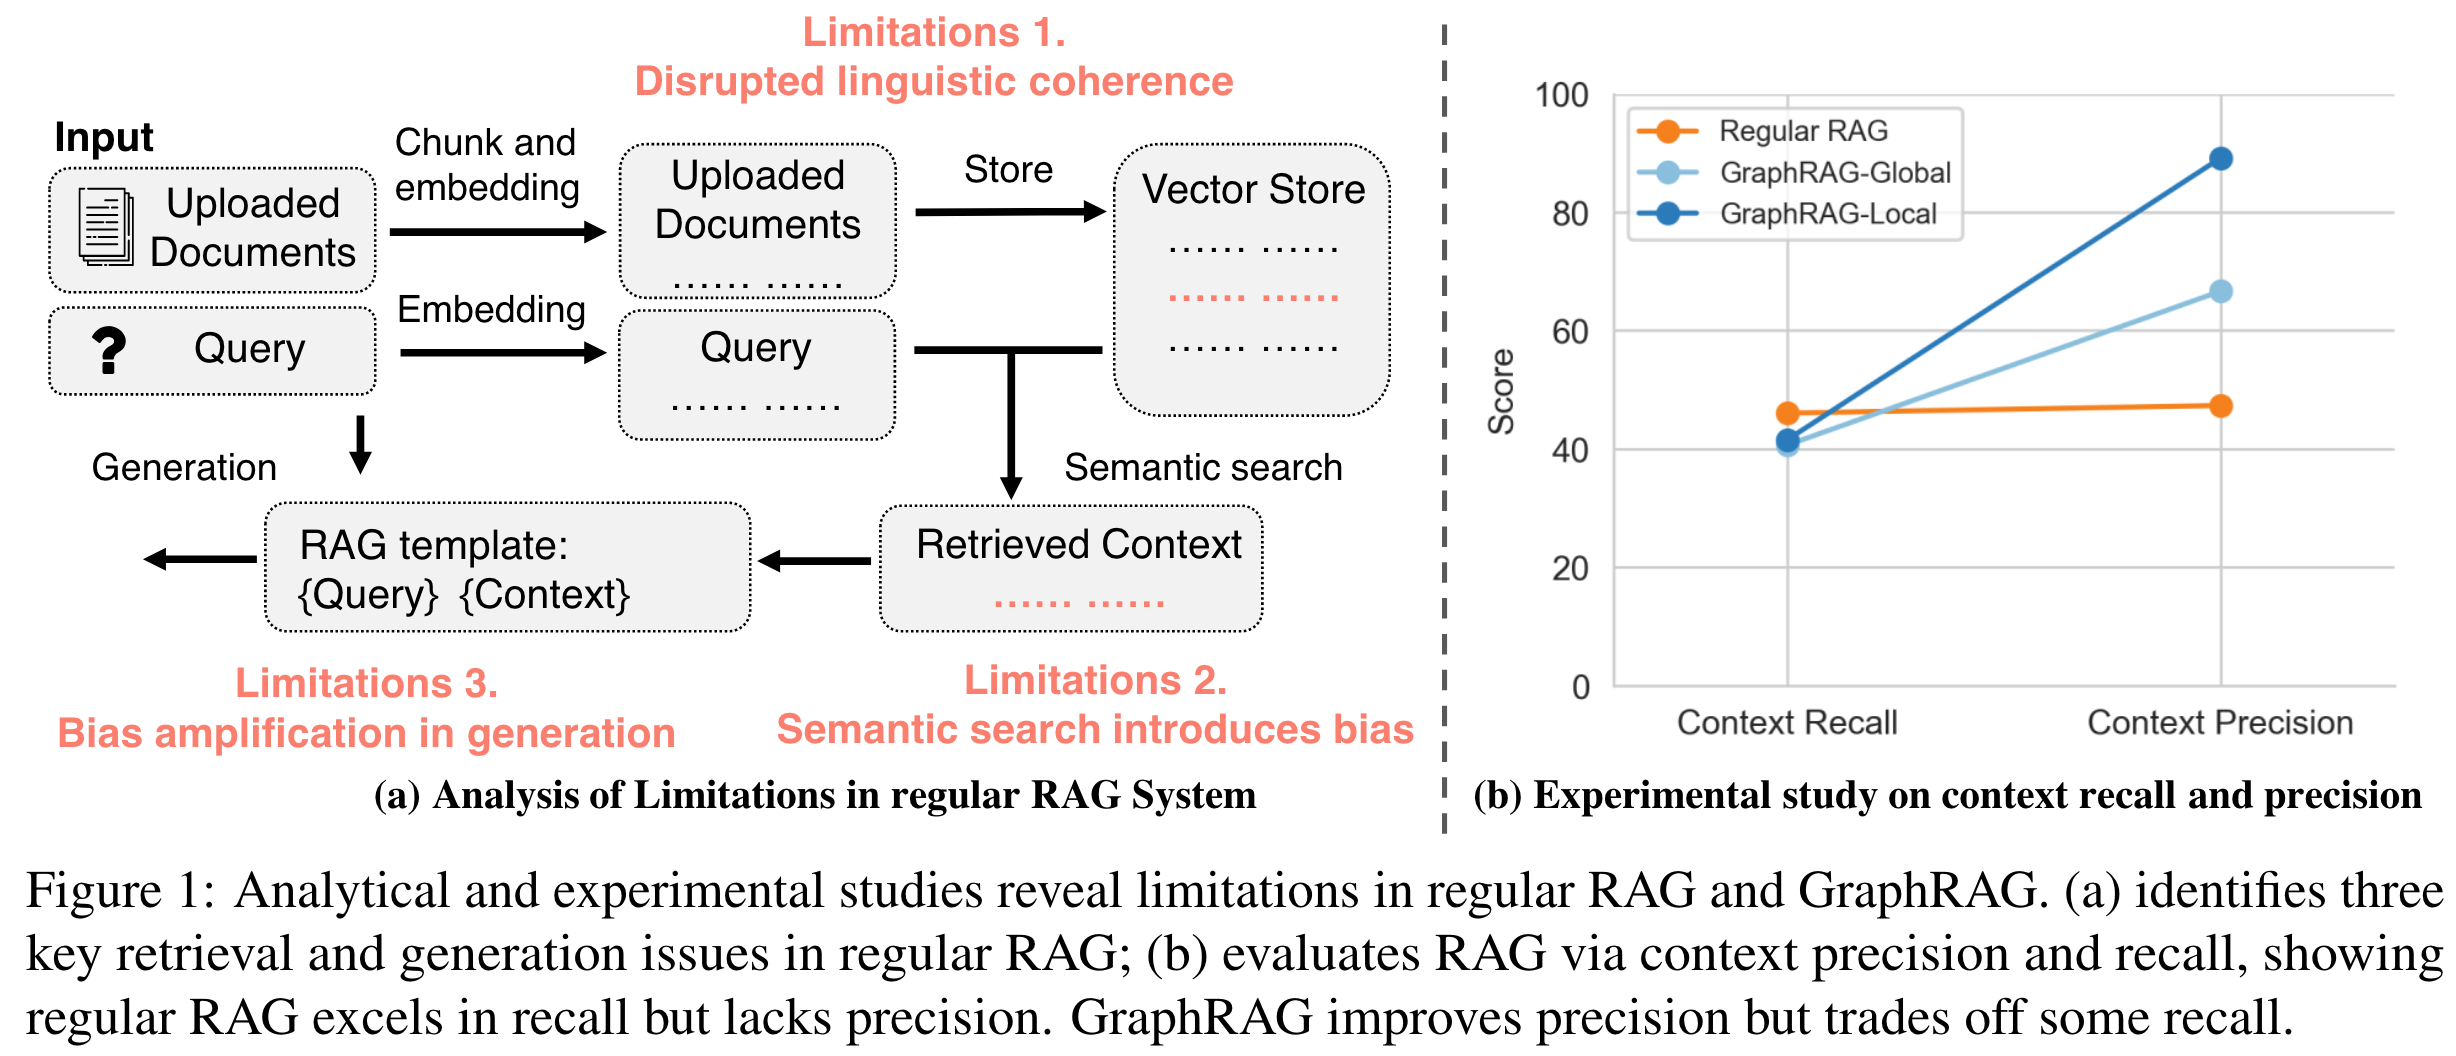 Limitations 1.
Disrupted linguistic coherence
Input
Uploaded
Documents
Chunk and
embedding
Uploaded
Documents
...... ......
Store
Vector Store
...... ......
...... ......
...... ......
Query
Embedding
Query
...... ......
Generation
Semantic search
RAG template:
{Query} {Context}
Retrieved Context
...... ......
Limitations 3.
Bias amplification in generation
Limitations 2.
Semantic search introduces bias
(a) Analysis of Limitations in regular RAG System
Regular RAG
GraphRAG-Global
GraphRAG-Local
Score
100
80
60
40
20
0
Context Recall
Context Precision
(b) Experimental study on context recall and precision
Figure 1: Analytical and experimental studies reveal limitations in regular RAG and GraphRAG. (a) identifies three
key retrieval and generation issues in regular RAG; (b) evaluates RAG via context precision and recall, showing
regular RAG excels in recall but lacks precision. GraphRAG improves precision but trades off some recall.